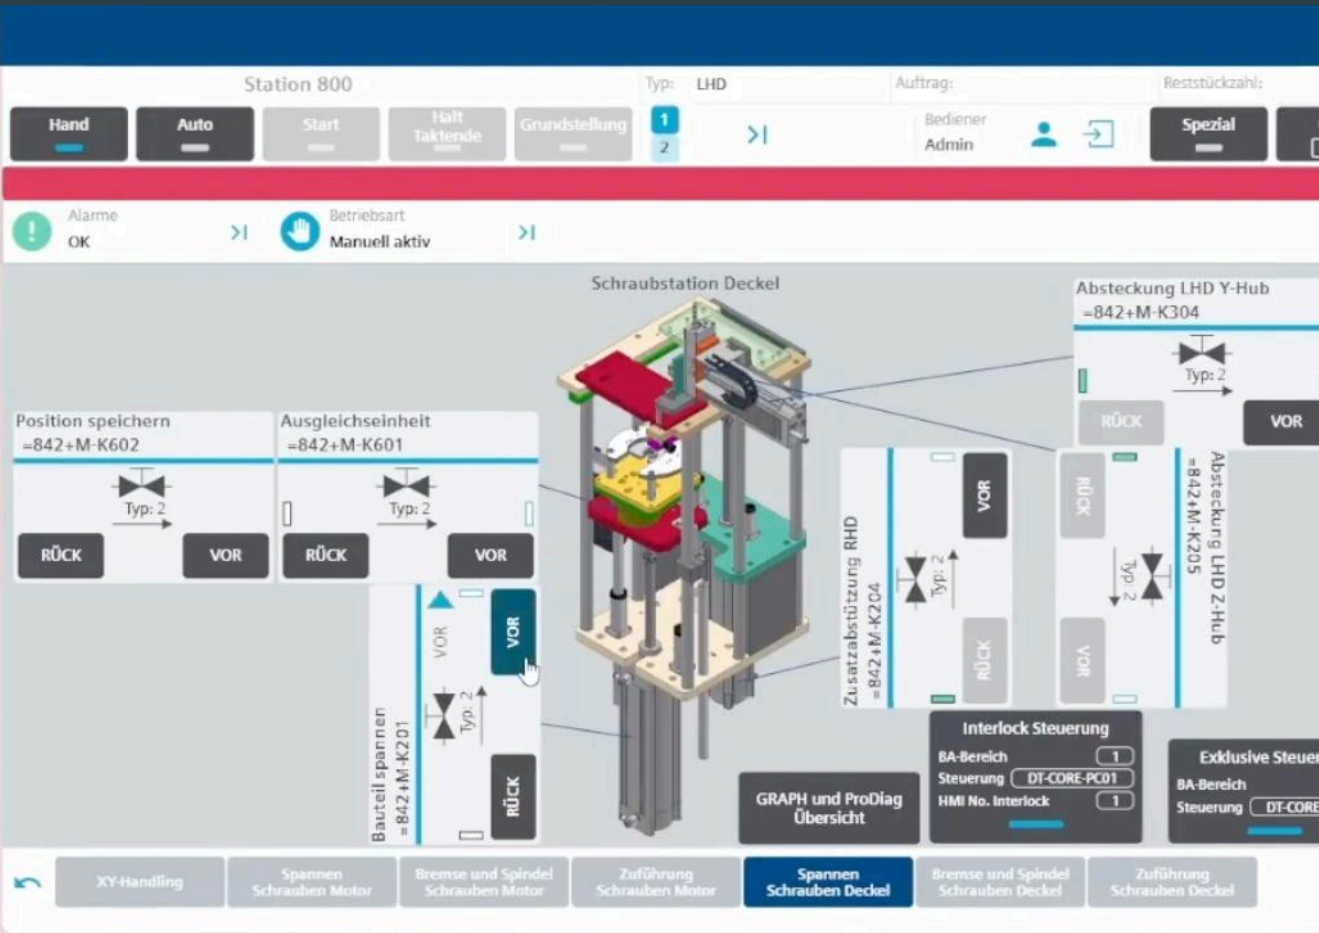 Station 800
Typ: LHD
Auftrag:
Reststückzahl:
Hand
Auto
Start
Halt
Taktende
Grundstellung
1
2
Bediener
Admin
Spezial
Alarme
OK
Betriebsart
Manuell aktiv
Schraubstation Deckel
Absteckung LHD Y-Hub
=842+M-K304
Typ: 2
RÜCK
VOR
Position speichern
=842+M-K602
Typ: 2
RÜCK
VOR
Ausgleichseinheit
=842+M-K601
Typ: 2
RÜCK
VOR
Bauteil spannen
=842+M-K201
VOR
Typ: 2
VOR
RÜCK
Zusatzabstützung RHD
=842+M-K204
Typ: 2
VOR
RÜCK
Absteckung LHD Z-Hub
=842+M-K205
Typ: 2
RÜCK
VOR
GRAPH und ProDiag
Übersicht
Interlock Steuerung
BA-Bereich 1
Steuerung DT-CORE-PC01
HMI No. Interlock 1
Exklusive Steuer
BA-Bereich
Steuerung DT-CORE
XY-Handling
Spannen
Schrauben Motor
Bremse und Spindel
Schrauben Motor
Zuführung
Schrauben Motor
Spannen
Schrauben Deckel
Bremse und Spindel
Schrauben Deckel
Zuführung
Schrauben Deckel